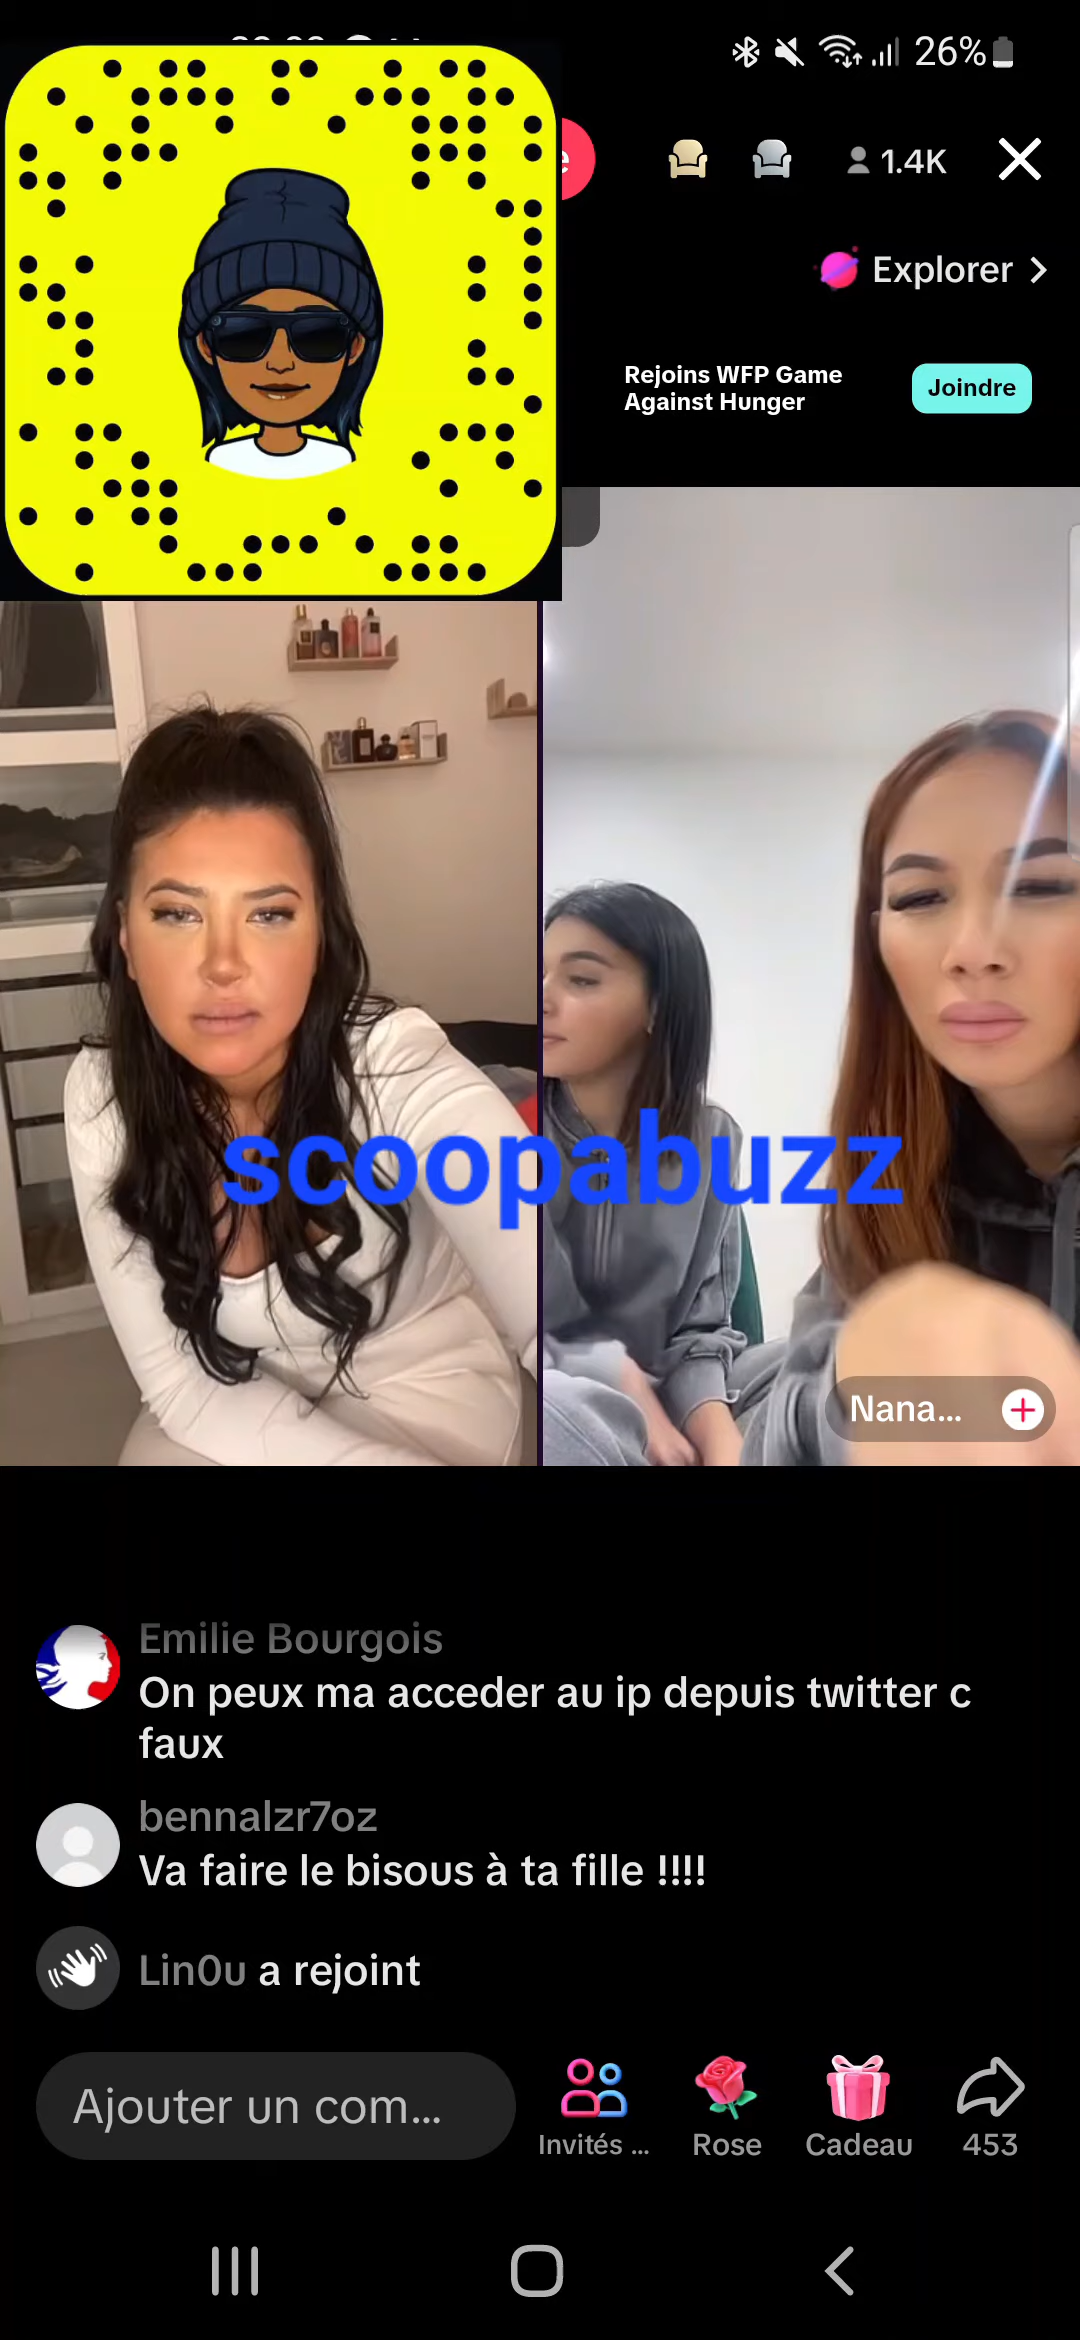 26%
1.4K
Explorer
Rejoins WFP Game
Against Hunger
Joindre
scoopabuzz
Nana...
Emilie Bourgois
On peux ma acceder au ip depuis twitter c
faux
bennalzr7oz
Va faire le bisous à ta fille !!!!
Lin0u a rejoint
Ajouter un com...
Invités ...
Rose
Cadeau
453